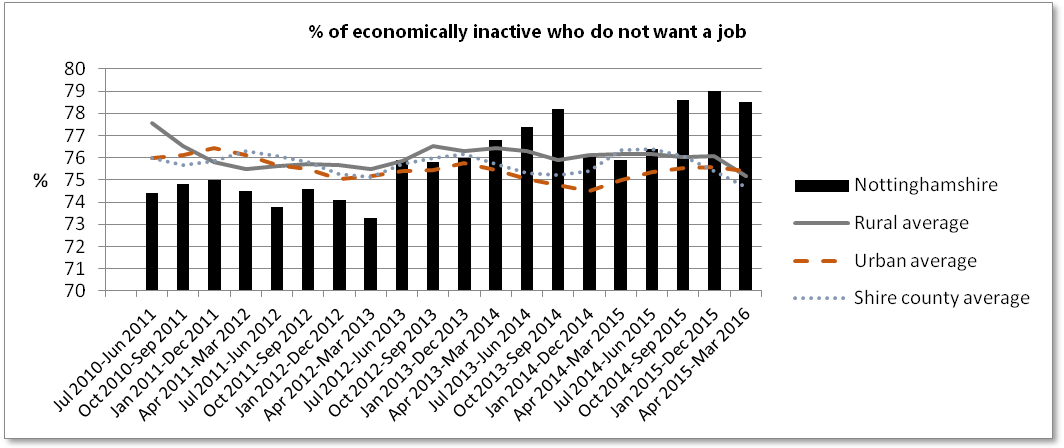 % of economically inactive who do not want a job
80
79
78
77
76
75
74
73
72
71
70
%
Jul 2010-Jun 2011
Oct 2010-Sep 2011
Jan 2011-Dec 2011
Apr 2011-Mar 2012
Jul 2011-Jun 2012
Oct 2011-Sep 2012
Jan 2012-Dec 2012
Apr 2012-Mar 2013
Jul 2012-Jun 2013
Oct 2012-Sep 2013
Jan 2013-Dec 2013
Apr 2013-Mar 2014
Jul 2013-Jun 2014
Oct 2013-Sep 2014
Jan 2014-Dec 2014
Apr 2014-Mar 2015
Jul 2014-Jun 2015
Oct 2014-Sep 2015
Jan 2015-Dec 2015
Apr 2015-Mar 2016
Nottinghamshire
Rural average
Urban average
Shire county average